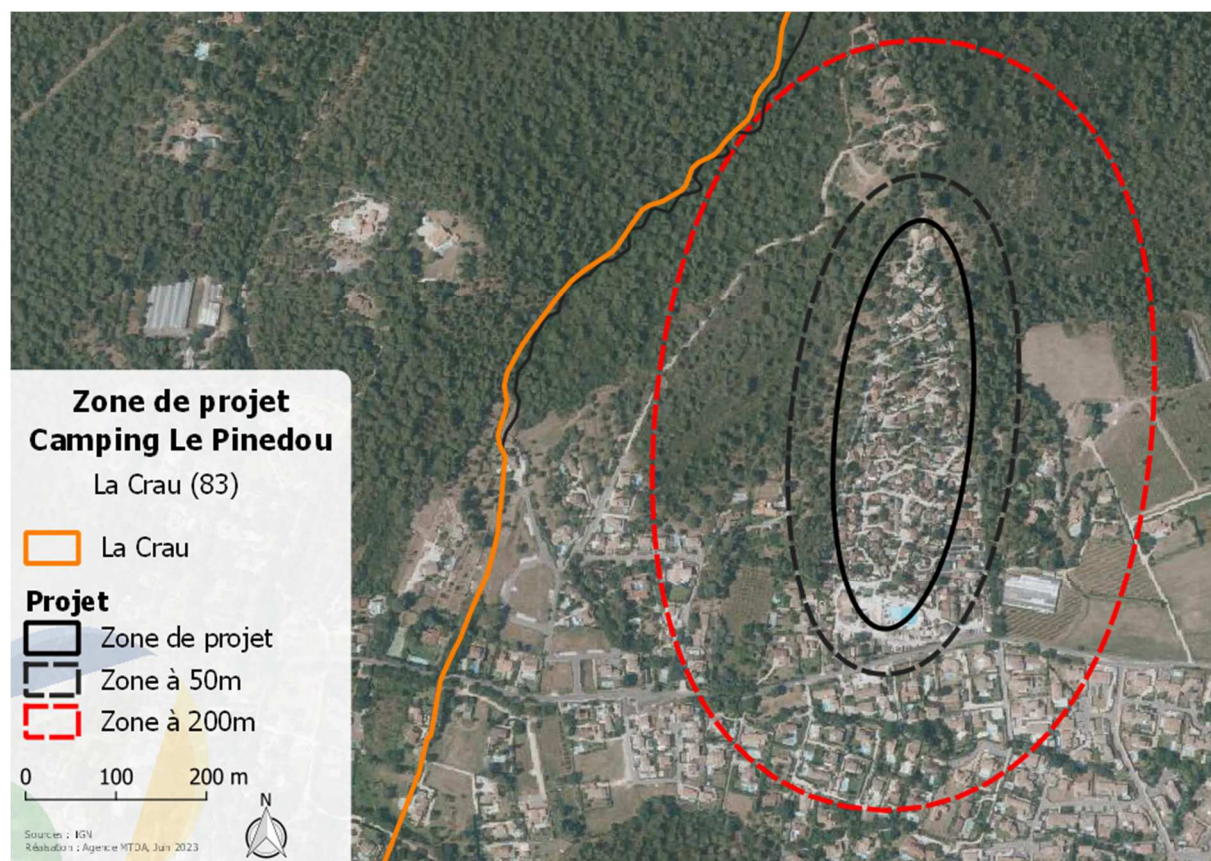 Zone de projet
Camping Le Pinedou
La Crau (83)
La Crau
Projet
Zone de projet
Zone à 50m
Zone à 200m
0 100 200 m
N
Sources : IGN
Réalisation : Agence MTDA, Juin 2023